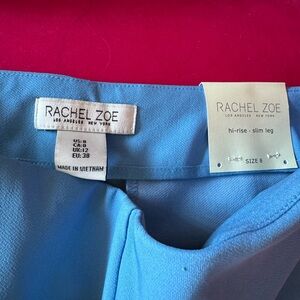 RACHEL ZOE
LOS ANGELES NEW YORK
US:8
CA:8
UK:12
EU:38
MADE IN VIETNAM
RACHEL ZOE
LOS ANGELES NEW YORK
hi-rise - slim leg
SIZE 8